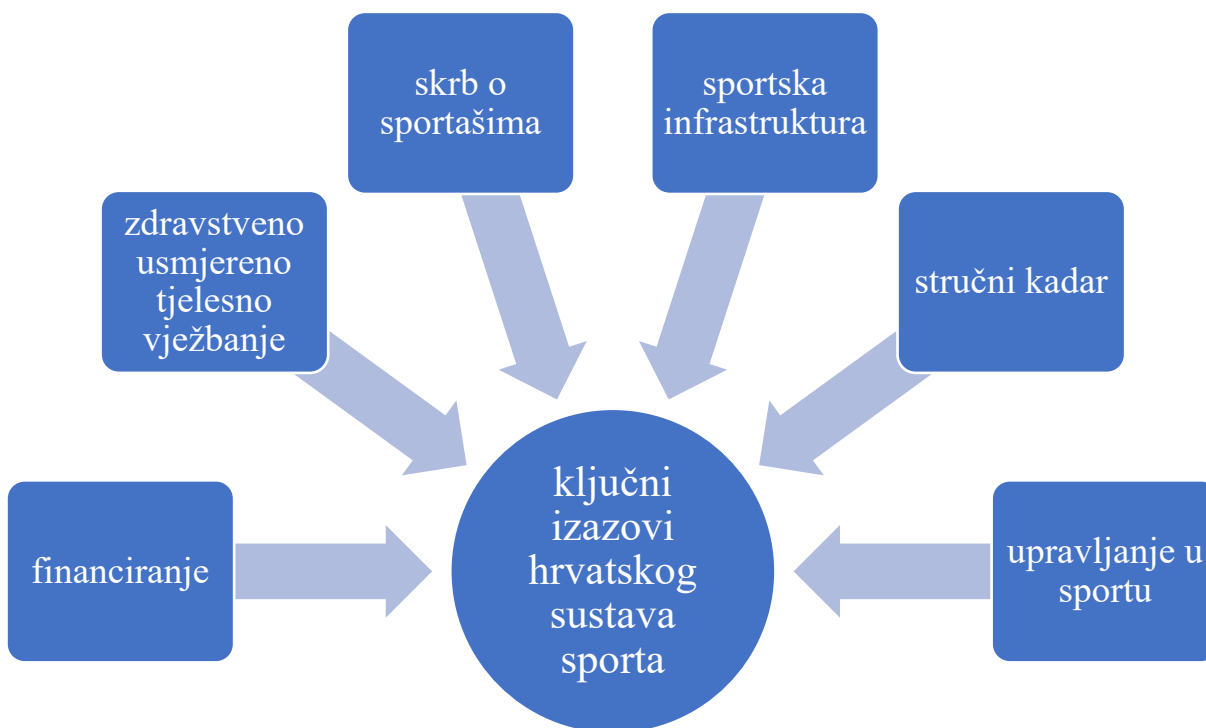 skrb o
sportašima
sportska
infrastruktura
zdravstveno
usmjereno
tjelesno
vježbanje
stručni kadar
financiranje
ključni
izazovi
hrvatskog
sustava
sporta
upravljanje u
sportu